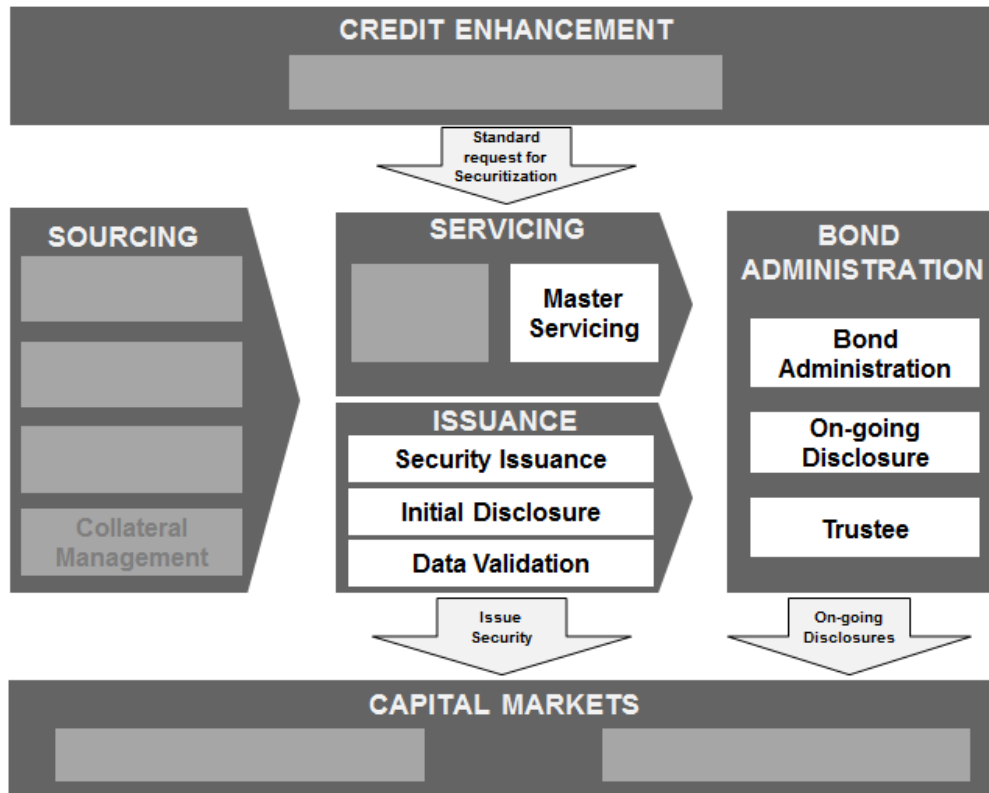 CREDIT ENHANCEMENT
Standard
request for
Securitization
SOURCING
Collateral
Management
SERVICING
Master
Servicing
ISSUANCE
Security Issuance
Initial Disclosure
Data Validation
BOND
ADMINISTRATION
Bond
Administration
On-going
Disclosure
Trustee
Issue
Security
On-going
Disclosures
CAPITAL MARKETS